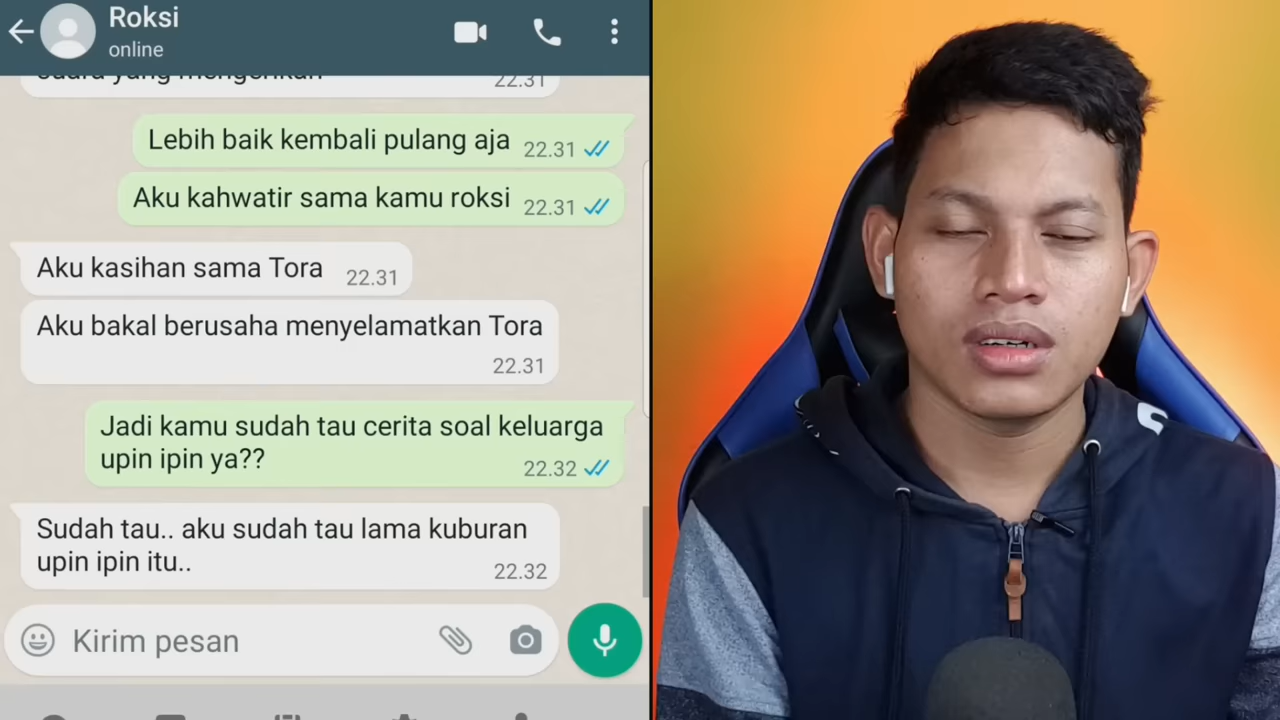 Roksi
online
suara yang mengerikan
22.31
Lebih baik kembali pulang aja 22.31
Aku kahwatir sama kamu roksi 22.31
Aku kasihan sama Tora 22.31
Aku bakal berusaha menyelamatkan Tora
22.31
Jadi kamu sudah tau cerita soal keluarga
upin ipin ya?? 22.32
Sudah tau.. aku sudah tau lama kuburan
upin ipin itu.. 22.32
Kirim pesan